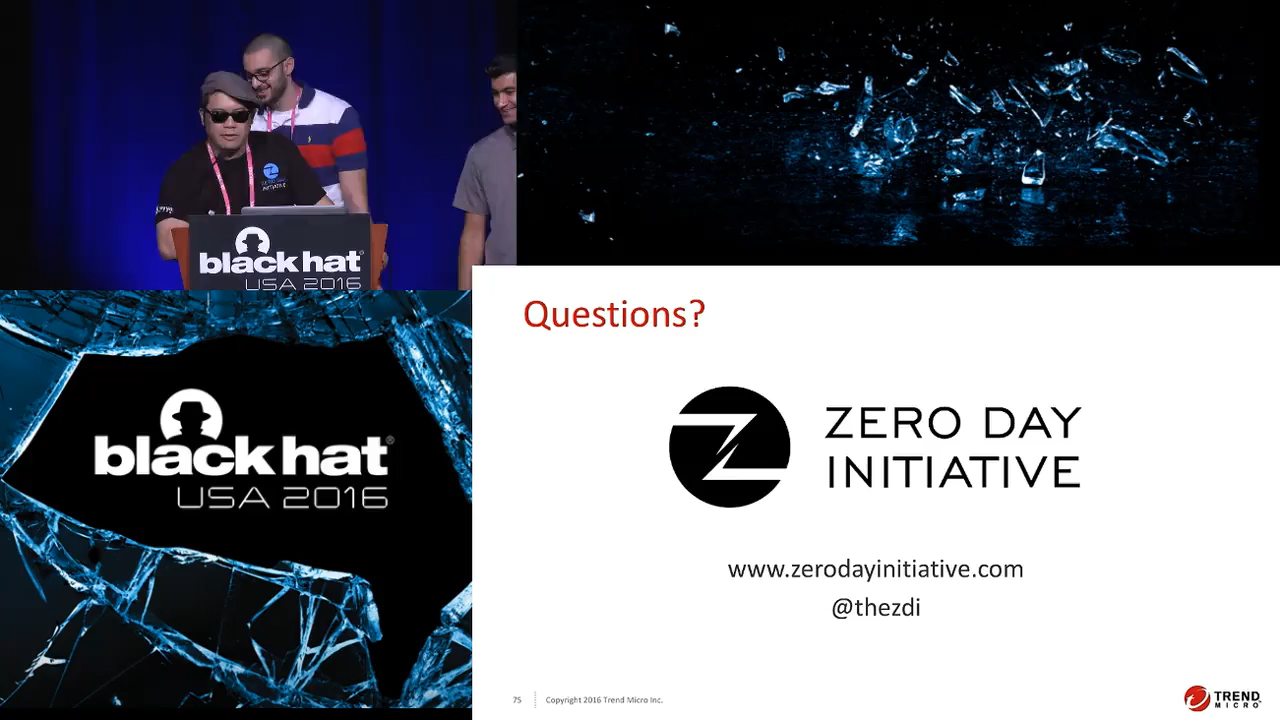 INITIATIVE
black hat®
USA 2016
black hat®
USA 2016
Questions?
ZERO DAY
INITIATIVE
www.zerodayinitiative.com
@thezdi
75
Copyright 2016 Trend Micro Inc.
TREND
MICRO